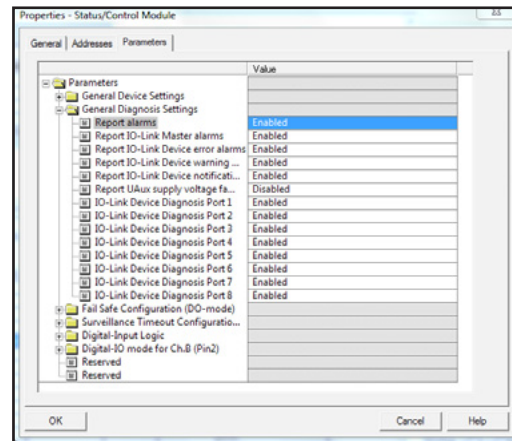 Properties - Status/Control Module
General Addresses Parameters
Value
Parameters
General Device Settings
General Diagnosis Settings
Report alarms Enabled
Report IO-Link Master alarms Enabled
Report IO-Link Device error alarms Enabled
Report IO-Link Device warning ... Enabled
Report IO-Link Device notificati... Enabled
Report UAux supply voltage fa... Disabled
IO-Link Device Diagnosis Port 1 Enabled
IO-Link Device Diagnosis Port 2 Enabled
IO-Link Device Diagnosis Port 3 Enabled
IO-Link Device Diagnosis Port 4 Enabled
IO-Link Device Diagnosis Port 5 Enabled
IO-Link Device Diagnosis Port 6 Enabled
IO-Link Device Diagnosis Port 7 Enabled
IO-Link Device Diagnosis Port 8 Enabled
Fail Safe Configuration (DO-mode)
Surveillance Timeout Configuratio...
Digital-Input Logic
Digital-IO mode for Ch.B (Pin2)
Reserved
Reserved
OK Cancel Help